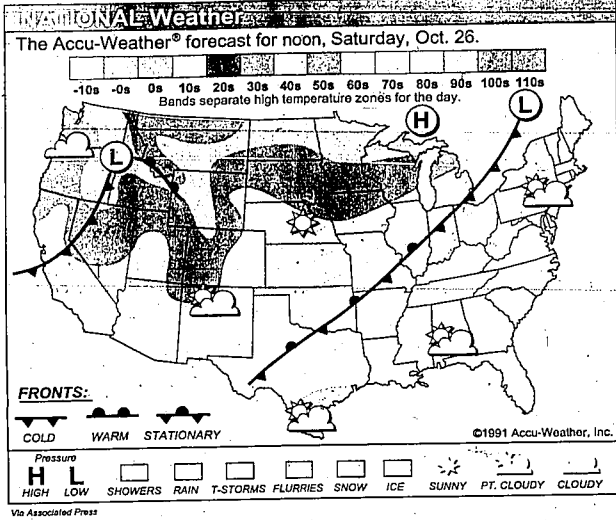 NATIONAL Weather
The Accu-Weather® forecast for noon, Saturday, Oct. 26.
-10s -0s 0s 10s 20s 30s 40s 50s 60s 70s 80s 90s 100s 110s
Bands separate high temperature zones for the day.
L
H
L
FRONTS:
COLD WARM STATIONARY
©1991 Accu-Weather, Inc.
Pressure
H L
HIGH LOW SHOWERS RAIN T-STORMS FLURRIES SNOW ICE SUNNY PT. CLOUDY CLOUDY
Via Associated Press